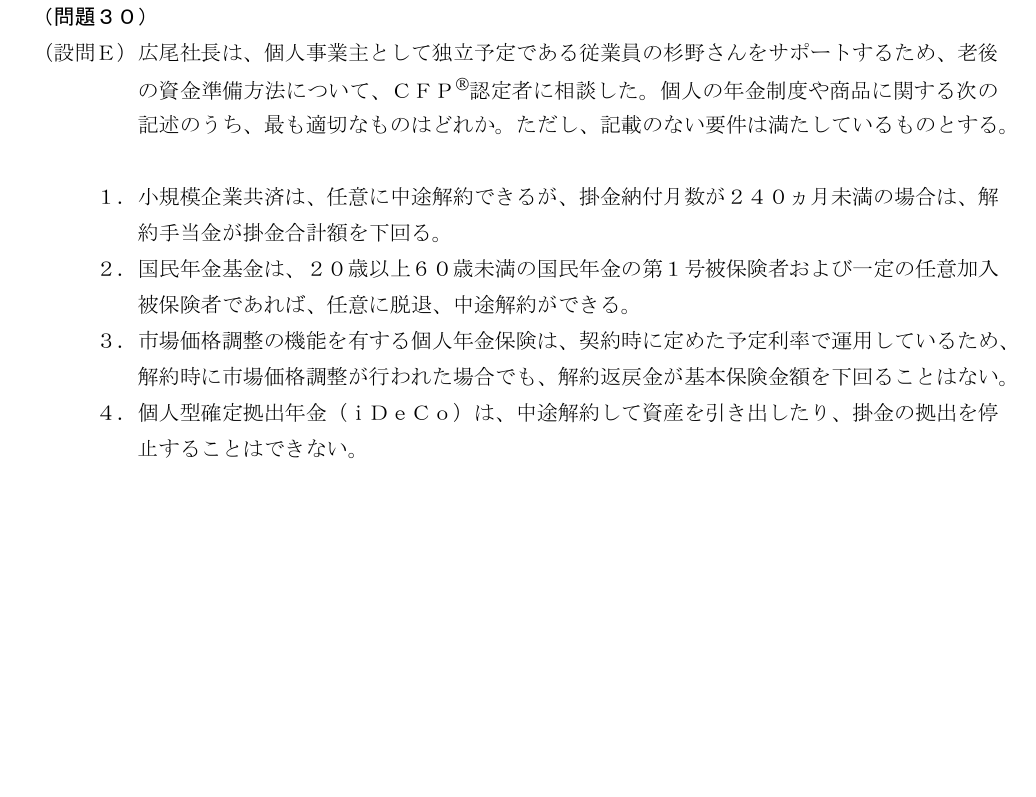 （問題３０）
（設問Ｅ）広尾社長は、個人事業主として独立予定である従業員の杉野さんをサポートするため、老後
の資金準備方法について、ＣＦＰ®認定者に相談した。個人の年金制度や商品に関する次の
記述のうち、最も適切なものはどれか。ただし、記載のない要件は満たしているものとする。
１．小規模企業共済は、任意に中途解約できるが、掛金納付月数が２４０ヵ月未満の場合は、解
約手当金が掛金合計額を下回る。
２．国民年金基金は、２０歳以上６０歳未満の国民年金の第１号被保険者および一定の任意加入
被保険者であれば、任意に脱退、中途解約ができる。
３．市場価格調整の機能を有する個人年金保険は、契約時に定めた予定利率で運用しているため、
解約時に市場価格調整が行われた場合でも、解約返戻金が基本保険金額を下回ることはない。
４．個人型確定拠出年金（ｉＤｅＣｏ）は、中途解約して資産を引き出したり、掛金の拠出を停
止することはできない。